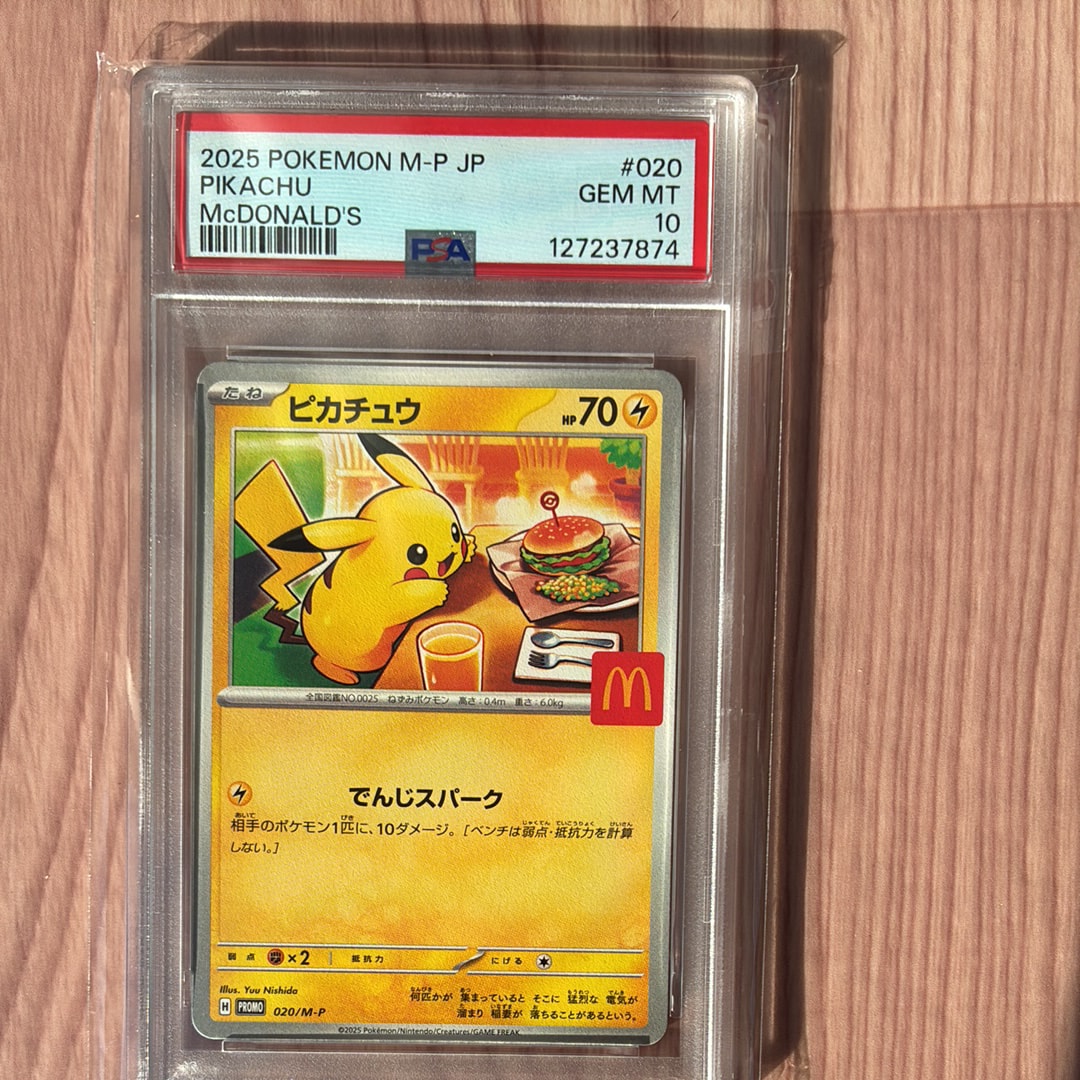 2025 POKEMON M-P JP
#020
PIKACHU
GEM MT
McDONALD'S
10
PSA
127237874
たね
ピカチュウ
HP70
全国図鑑NO.0025 ねずみポケモン 高さ:0.4m 重さ:6.0kg
でんじスパーク
相手のポケモン1匹に、10ダメージ。[ベンチは弱点・抵抗力を計算
しない。]
弱点 ×2 抵抗力 にげる
Illus. Yuu Nishida
何匹かが 集まっていると そこに 猛烈な 電気が
H PROMO 020/M-P
溜まり 稲妻が 落ちることがあるという。
©2025 Pokémon/Nintendo/Creatures/GAME FREAK